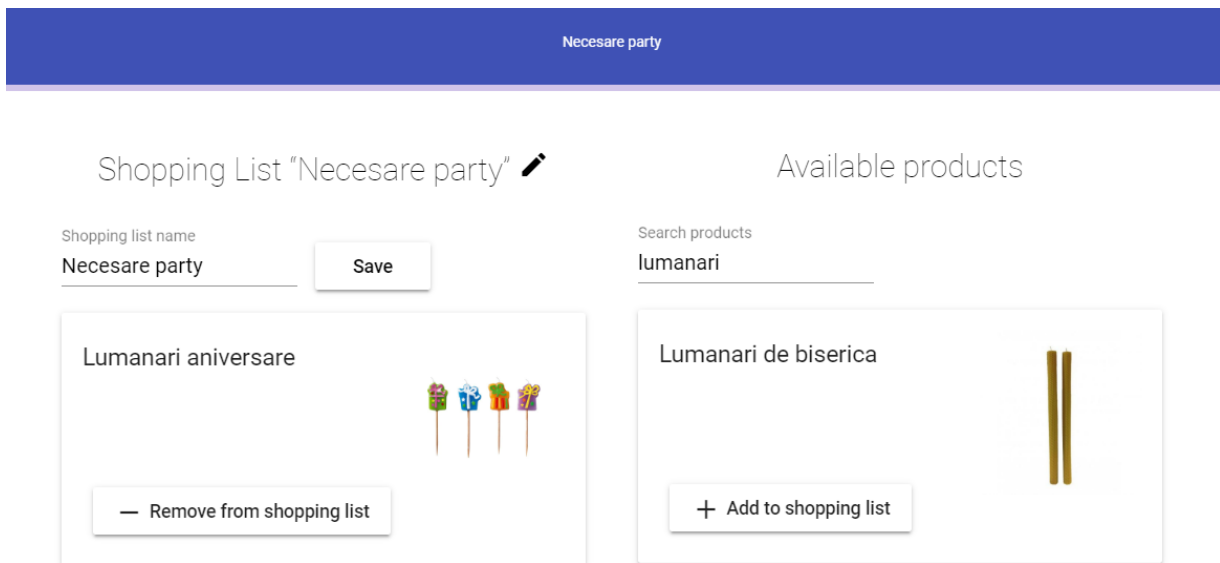 Necesare party
Shopping List “Necesare party”
Shopping list name
Necesare party
Save
Lumanari aniversare
Remove from shopping list
Available products
Search products
lumanari
Lumanari de biserica
Add to shopping list